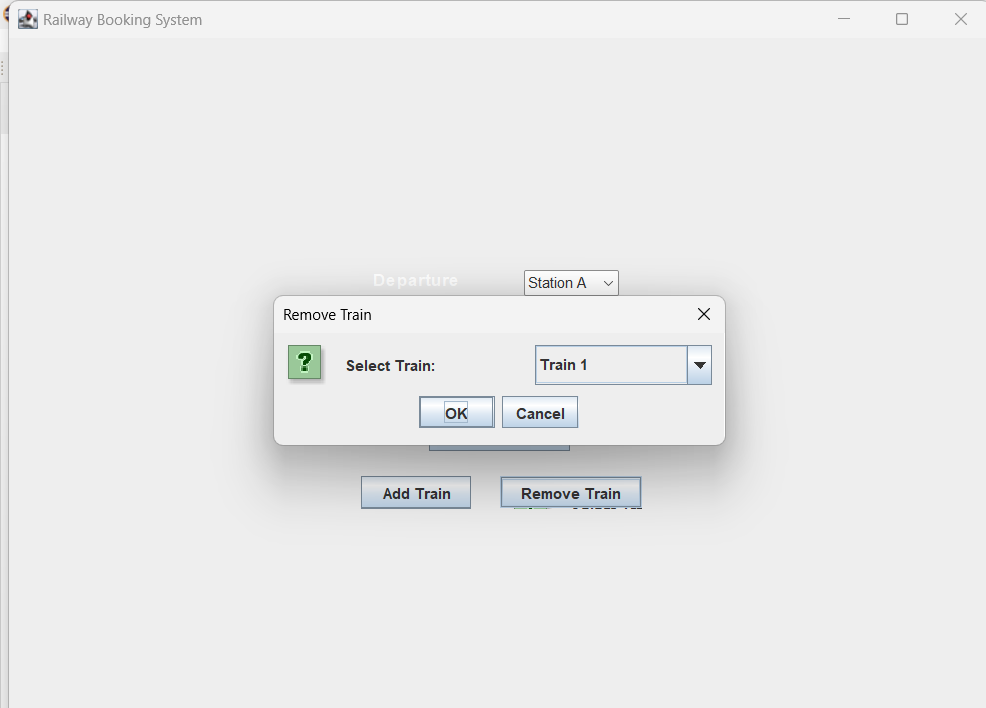 Railway Booking System
Departure
Station A
Remove Train
?
Select Train:
Train 1
OK
Cancel
Add Train
Remove Train